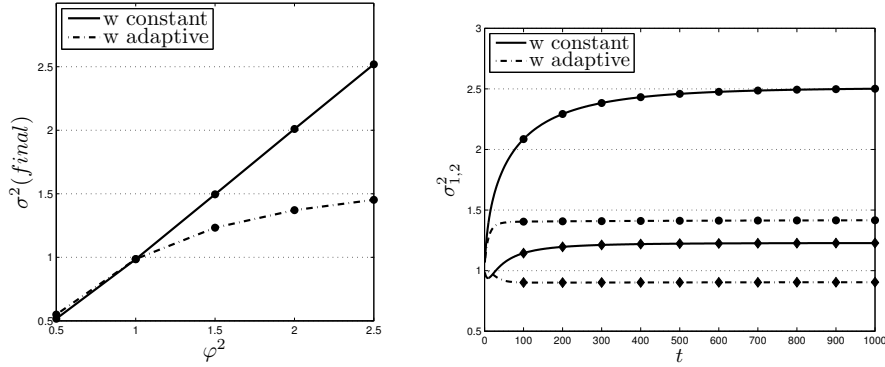 w constant
w adaptive
2.5
2
1.5
1
0.5
0.5 1 1.5 2 2.5
σ²(final)
φ²
w constant
w adaptive
3
2.5
2
1.5
1
0.5
0 100 200 300 400 500 600 700 800 900 1000
σ²₁,₂
t